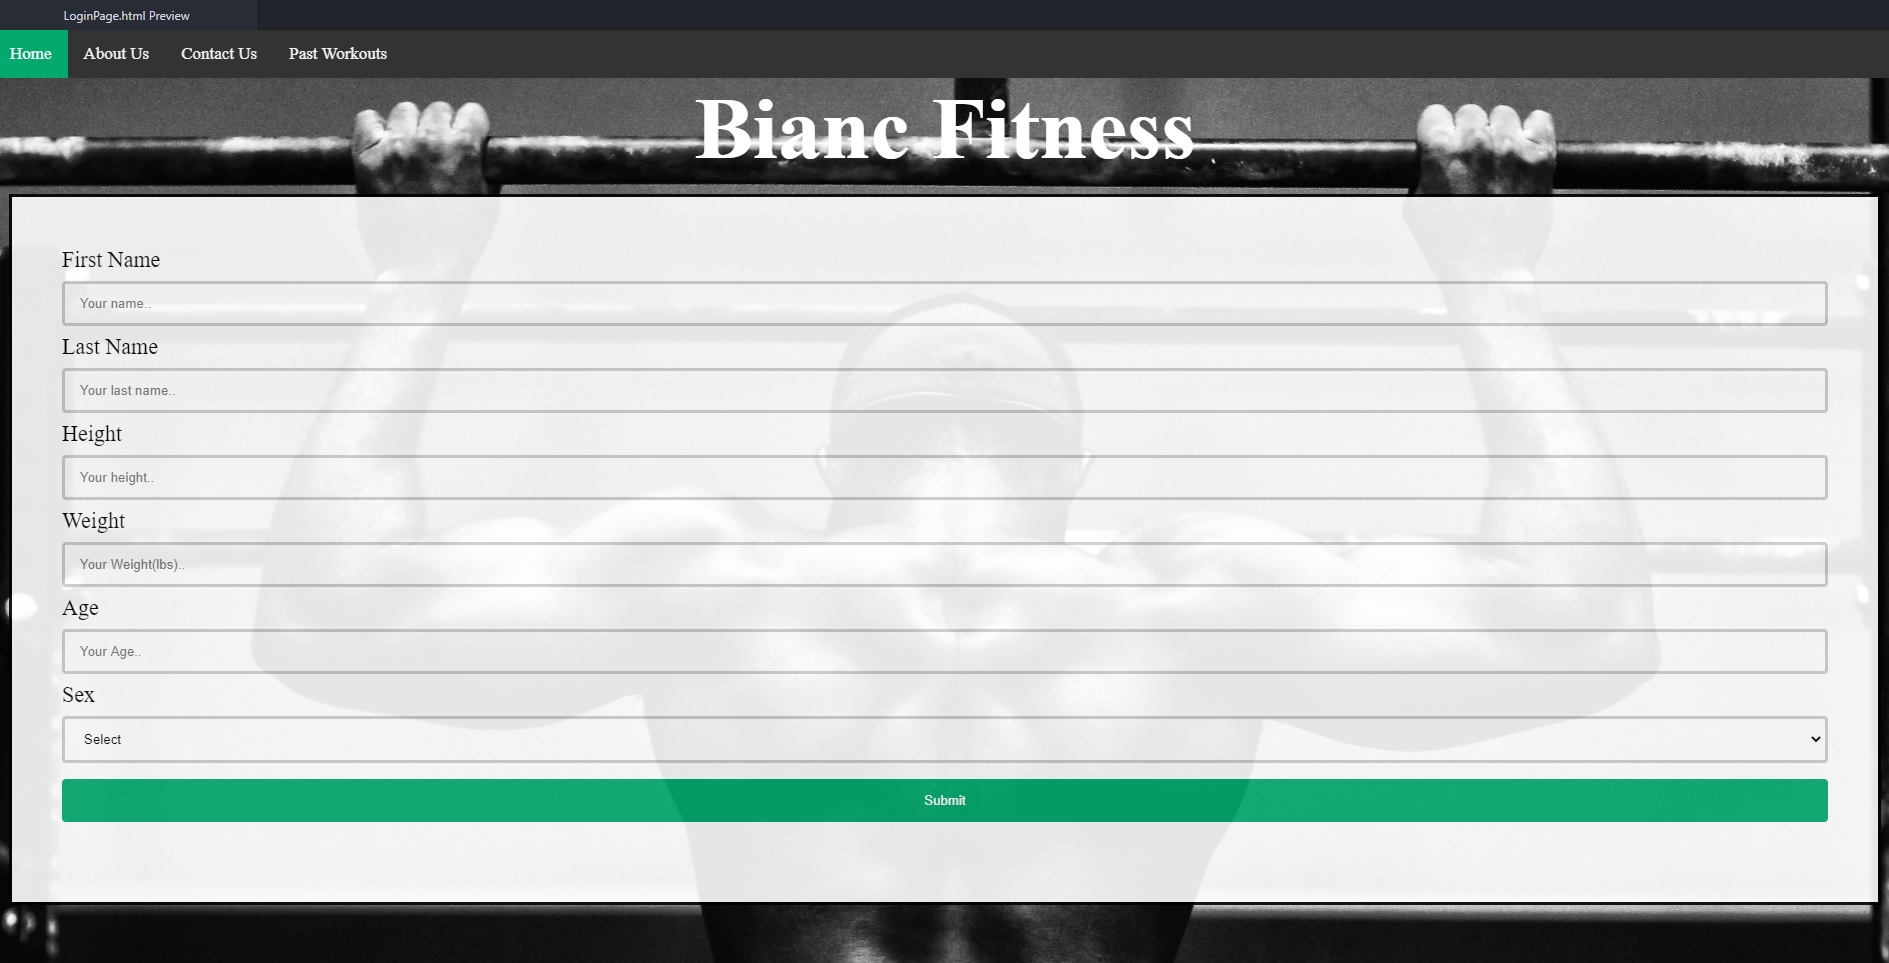 LoginPage.html Preview
Home About Us Contact Us Past Workouts
Bianc Fitness
First Name
Your name..
Last Name
Your last name..
Height
Your height..
Weight
Your Weight(lbs)..
Age
Your Age..
Sex
Select
Submit